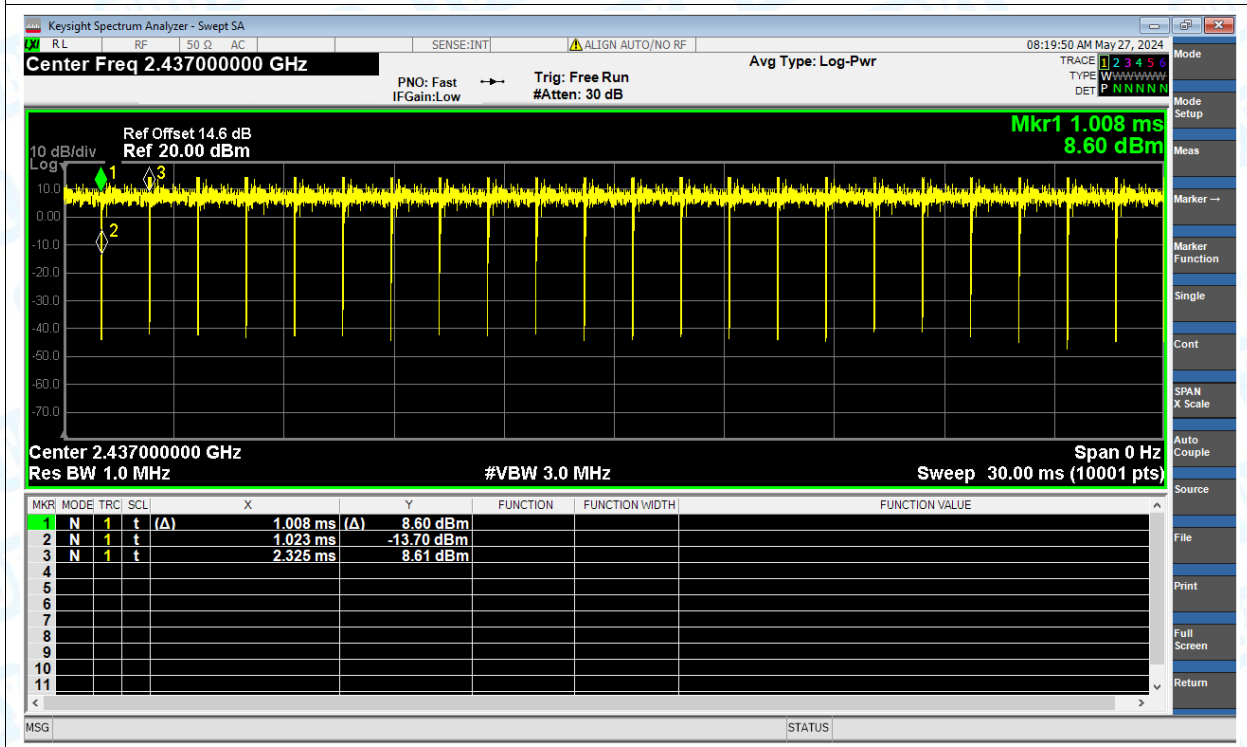 Keysight Spectrum Analyzer - Swept SA
LXI RL RF 50 Ω AC SENSE:INT ALIGN AUTO/NO RF 08:19:50 AM May 27, 2024
Center Freq 2.437000000 GHz
PNO: Fast
IFGain:Low
Trig: Free Run
#Atten: 30 dB
Avg Type: Log-Pwr
TRACE 1 2 3 4 5 6
TYPE WWWWWW
DET P N N N N N
Ref Offset 14.6 dB
10 dB/div Ref 20.00 dBm
Log
Mkr1 1.008 ms
8.60 dBm
1
3
2
10.0
0.00
-10.0
-20.0
-30.0
-40.0
-50.0
-60.0
-70.0
Center 2.437000000 GHz Span 0 Hz
Res BW 1.0 MHz #VBW 3.0 MHz Sweep 30.00 ms (10001 pts)
MKR MODE TRC SCL X Y FUNCTION FUNCTION WIDTH FUNCTION VALUE
1 N 1 t (Δ) 1.008 ms (Δ) 8.60 dBm
2 N 1 t 1.023 ms -13.70 dBm
3 N 1 t 2.325 ms 8.61 dBm
4
5
6
7
8
9
10
11
MSG STATUS
Mode
Mode
Setup
Meas
Marker→
Marker
Function
Single
Cont
SPAN
X Scale
Auto
Couple
Source
File
Print
Full
Screen
Return